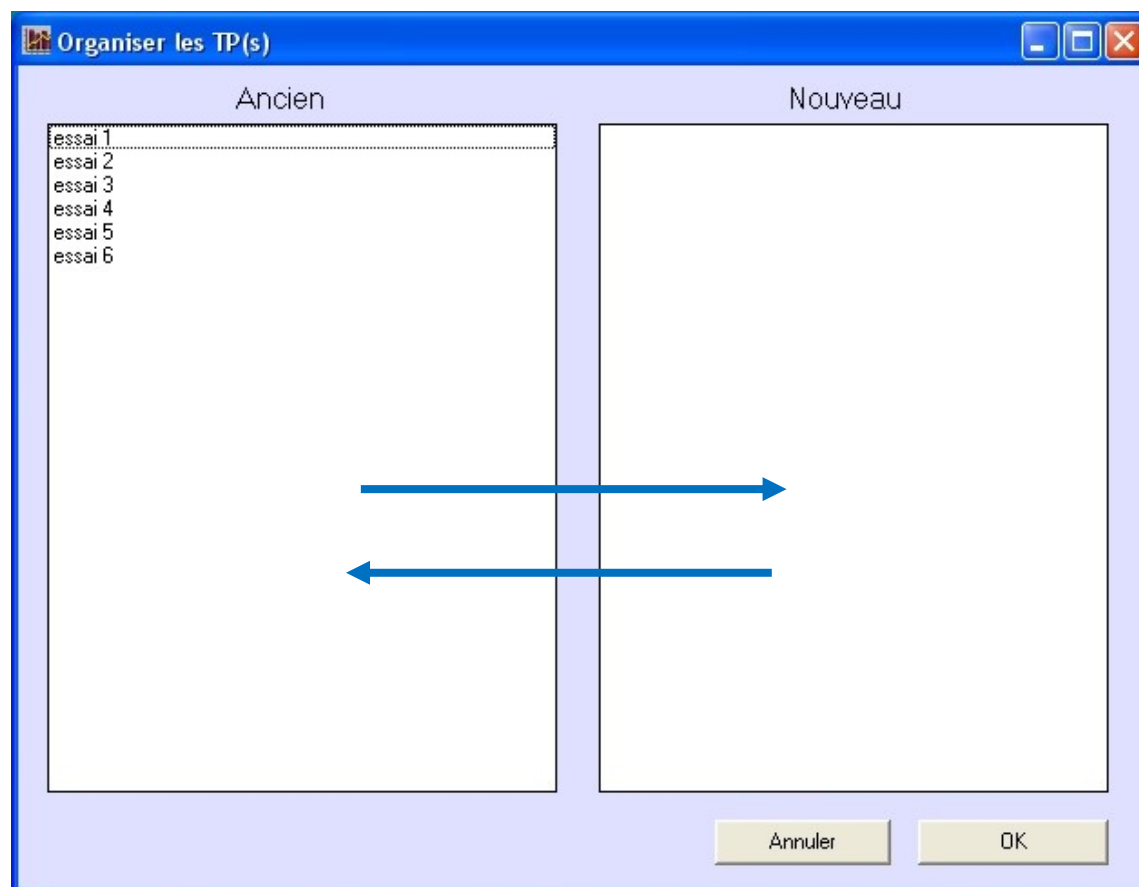 Organiser les TP(s)
Ancien
Nouveau
essai 1
essai 2
essai 3
essai 4
essai 5
essai 6
Annuler
OK